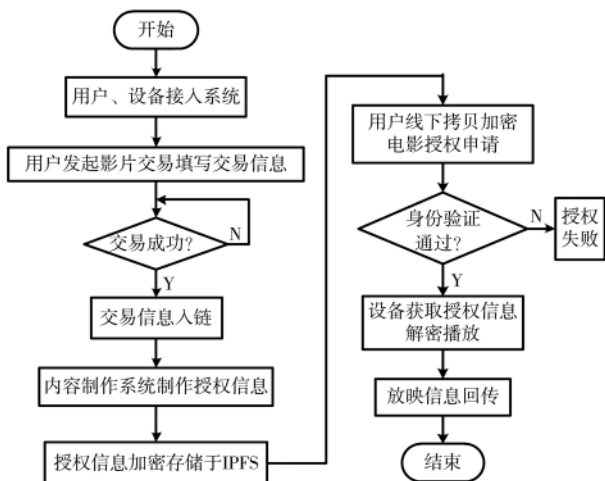 开始
用户、设备接入系统
用户发起影片交易填写交易信息
交易成功?
N
Y
交易信息入链
内容制作系统制作授权信息
授权信息加密存储于IPFS
用户线下拷贝加密
电影授权申请
身份验证
通过?
N
授权
失败
Y
设备获取授权信息
解密播放
放映信息回传
结束